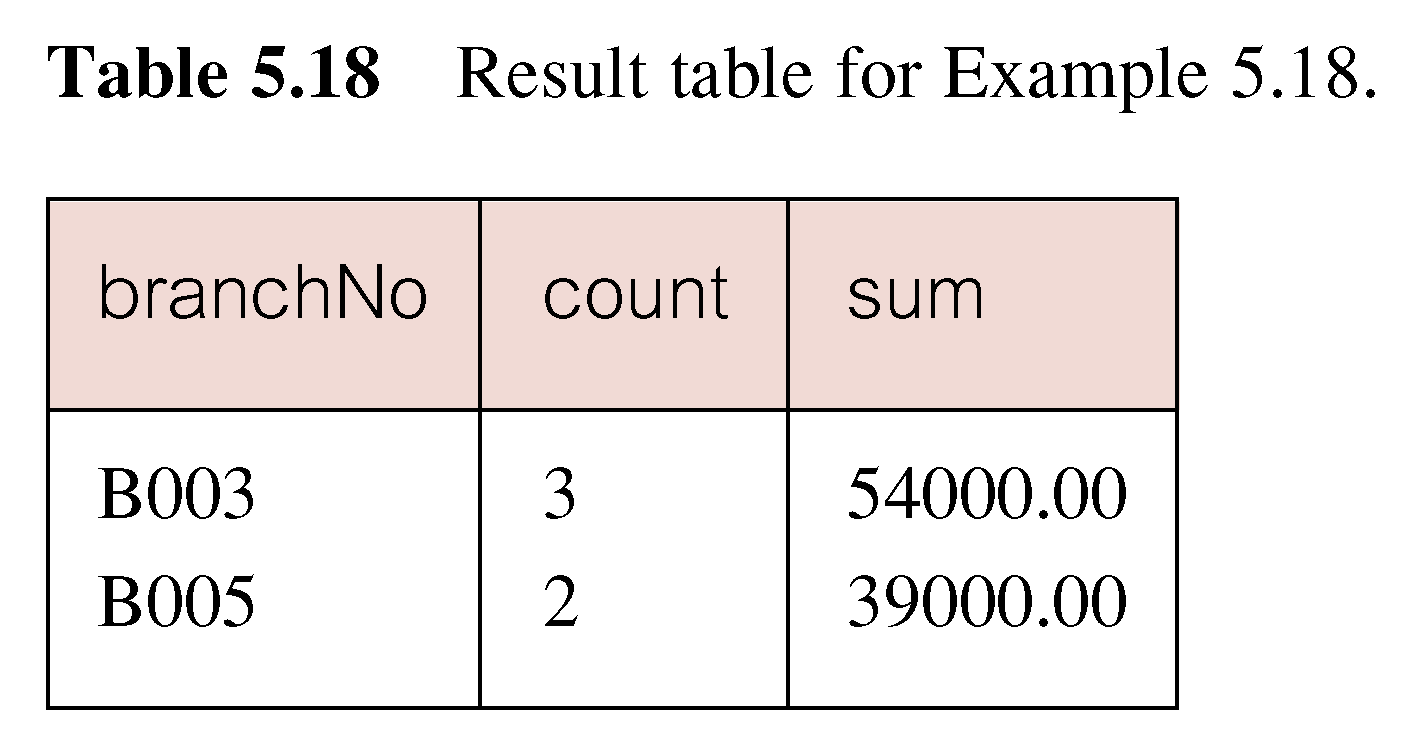 Table 5.18 Result table for Example 5.18.
branchNo count sum
B003 3 54000.00
B005 2 39000.00